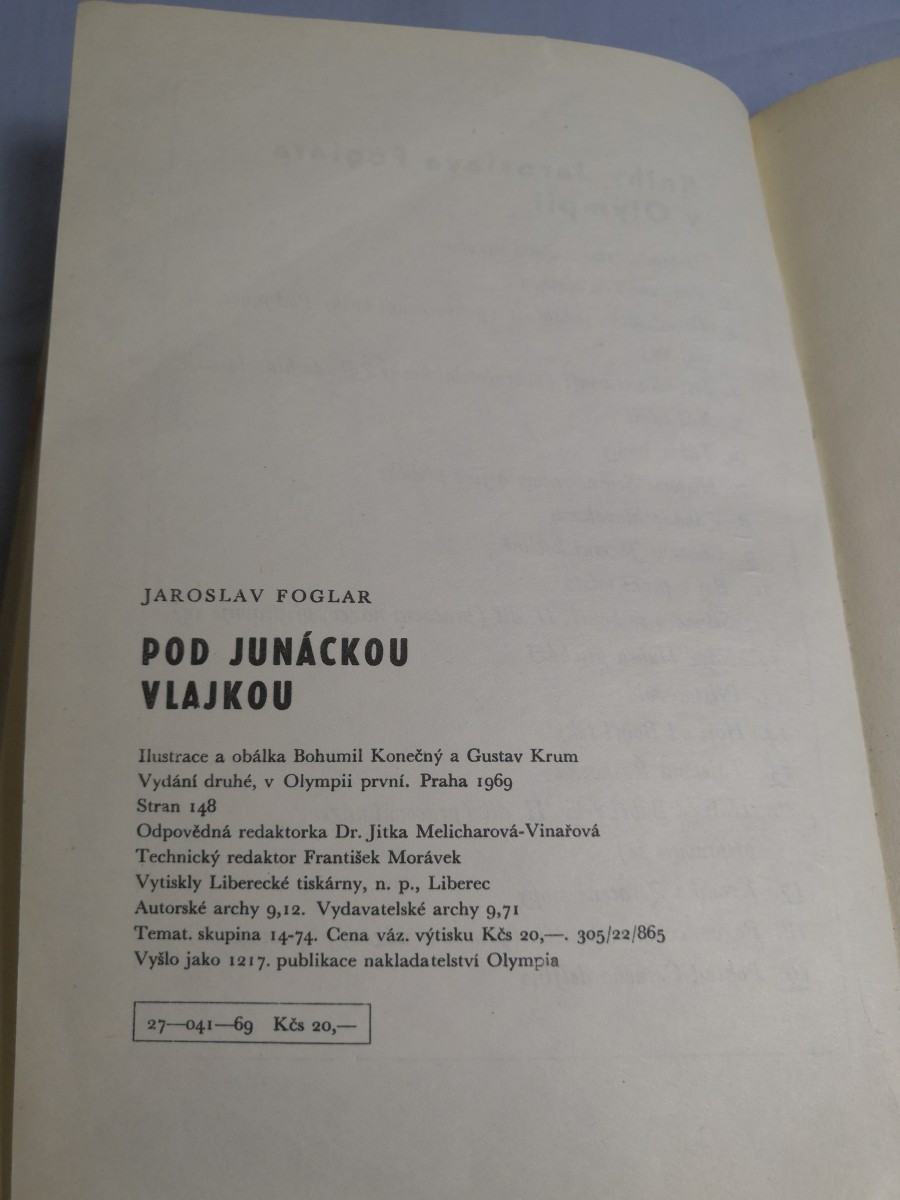 JAROSLAV FOGLAR
POD JUNÁCKOU
VLAJKOU
Ilustrace a obálka Bohumil Konečný a Gustav Krum
Vydání druhé, v Olympii první. Praha 1969
Stran 148
Odpovědná redaktorka Dr. Jitka Melicharová-Vinařová
Technický redaktor František Morávek
Vytiskly Liberecké tiskárny, n. p., Liberec
Autorské archy 9,12. Vydavatelské archy 9,71
Temat. skupina 14-74. Cena váz. výtisku Kčs 20,—. 305/22/865
Vyšlo jako 1217. publikace nakladatelství Olympia
27—041—69 Kčs 20,—